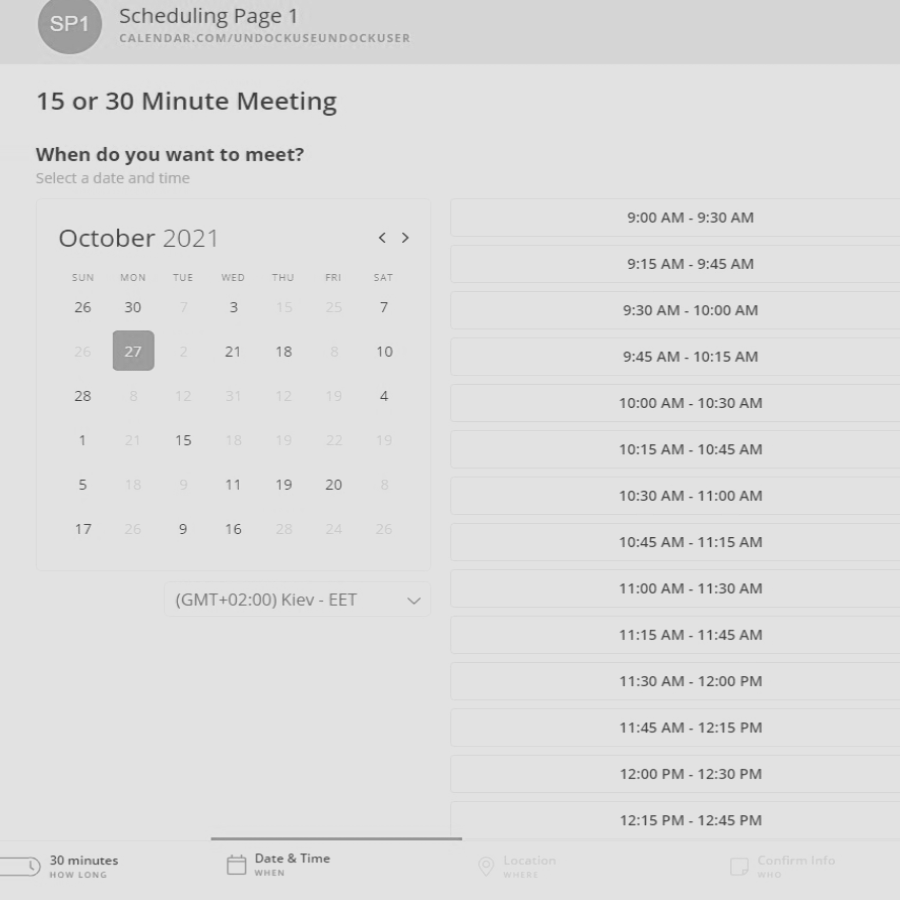 SP1
Scheduling Page 1
CALENDAR.COM/UNDOCKUSEUNDOCKUSER
15 or 30 Minute Meeting
When do you want to meet?
Select a date and time
October 2021
SUN MON TUE WED THU FRI SAT
26 30 7 3 15 25 7
26 27 2 21 18 8 10
28 8 12 31 12 19 4
1 21 15 18 19 22 19
5 18 9 11 19 20 8
17 26 9 16 28 24 26
(GMT+02:00) Kiev - EET
9:00 AM - 9:30 AM
9:15 AM - 9:45 AM
9:30 AM - 10:00 AM
9:45 AM - 10:15 AM
10:00 AM - 10:30 AM
10:15 AM - 10:45 AM
10:30 AM - 11:00 AM
10:45 AM - 11:15 AM
11:00 AM - 11:30 AM
11:15 AM - 11:45 AM
11:30 AM - 12:00 PM
11:45 AM - 12:15 PM
12:00 PM - 12:30 PM
12:15 PM - 12:45 PM
30 minutes
HOW LONG
Date & Time
WHEN
Location
WHERE
Confirm Info
WHO